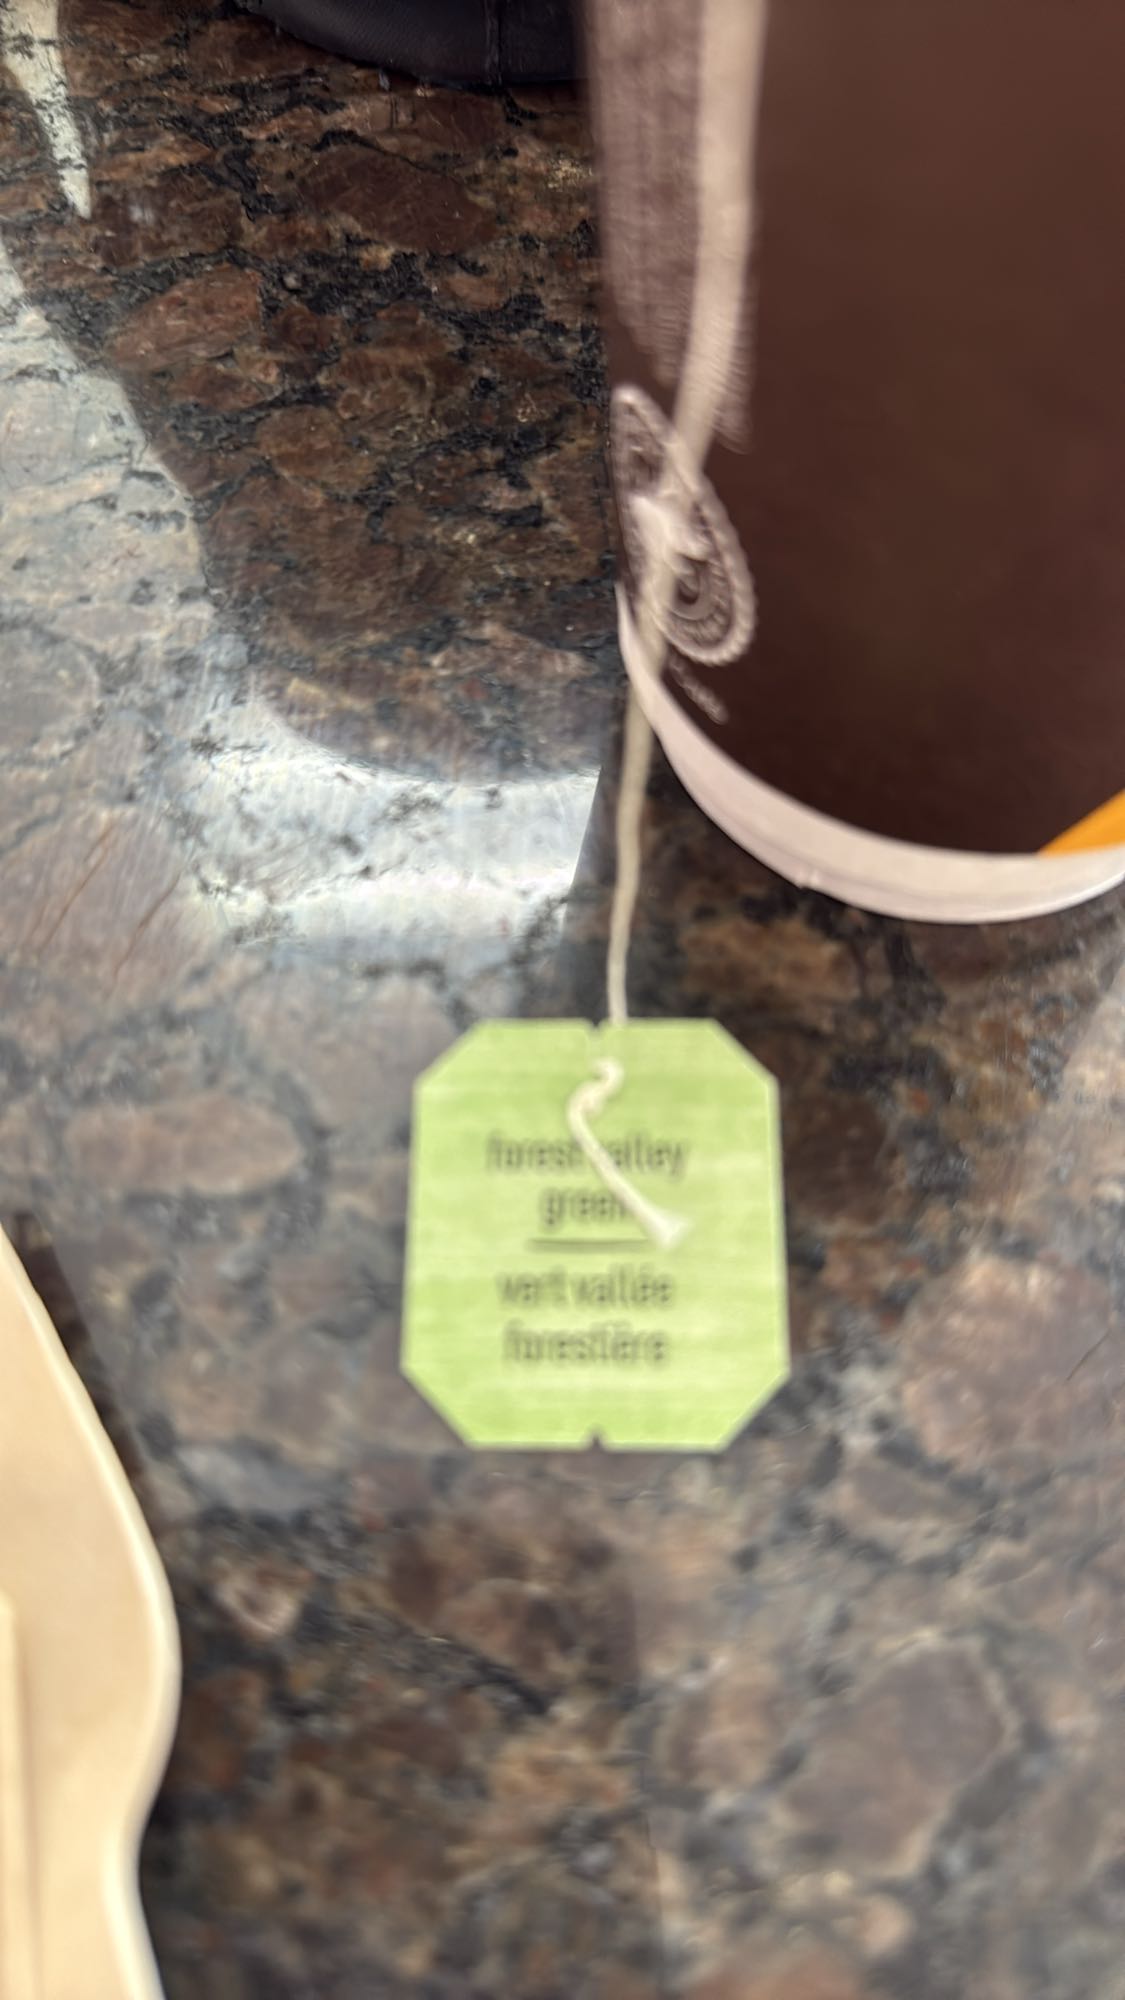 forest valley
green
vert vallée
forestière